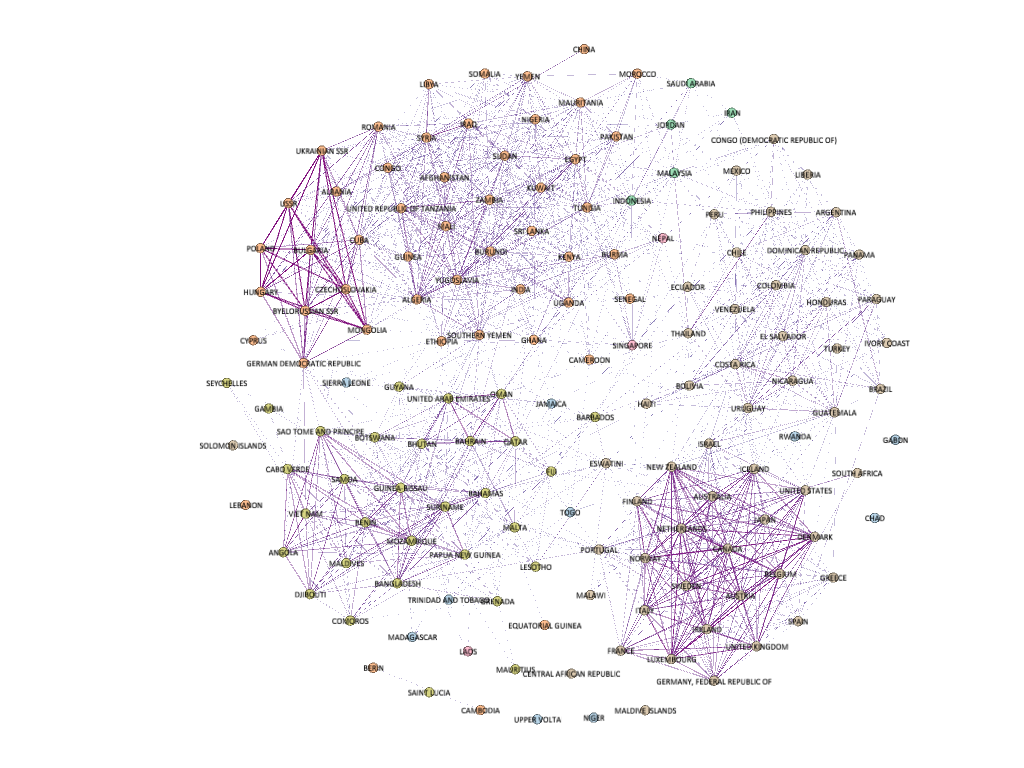 CHINA
SOMALIA
YEMEN
MOROCCO
LIBYA
SAUDI ARABIA
MAURITANIA
IRAN
NIGERIA
IRAQ
JORDAN
ROMANIA
SYRIA
PAKISTAN
CONGO (DEMOCRATIC REPUBLIC OF)
UKRAINIAN SSR
SUDAN
EGYPT
CONGO
MEXICO
MALAYSIA
LIBERIA
AFGHANISTAN
ALBANIA
KUWAIT
ZAMBIA
INDONESIA
USSR
UNITED REPUBLIC OF TANZANIA
TUNISIA
PERU
PHILIPPINES
ARGENTINA
MALI
SRI LANKA
NEPAL
CUBA
POLAND
BULGARIA
BURUNDI
CHILE
DOMINICAN REPUBLIC
PANAMA
GUINEA
KENYA
BURMA
YUGOSLAVIA
COLOMBIA
ECUADOR
HUNGARY
CZECHOSLOVAKIA
INDIA
ALGERIA
UGANDA
SENEGAL
HONDURAS
PARAGUAY
VENEZUELA
BYELORUSSIAN SSR
MONGOLIA
CYPRUS
ETHIOPIA
SOUTHERN YEMEN
GHANA
SINGAPORE
THAILAND
EL SALVADOR
TURKEY
IVORY COAST
GERMAN DEMOCRATIC REPUBLIC
CAMEROON
COSTA RICA
SEYCHELLES
SIERRA LEONE
GUYANA
BOLIVIA
NICARAGUA
BRAZIL
UNITED ARAB EMIRATES
OMAN
JAMAICA
HAITI
URUGUAY
GUATEMALA
GAMBIA
BARBADOS
SAO TOME AND PRINCIPE
BOTSWANA
BHUTAN
BAHRAIN
QATAR
RWANDA
GABON
SOLOMON ISLANDS
ISRAEL
CABO VERDE
SAMOA
FIJI
ESWATINI
NEW ZEALAND
ICELAND
SOUTH AFRICA
GUINEA-BISSAU
BAHAMAS
UNITED STATES
LEBANON
SURINAME
FINLAND
AUSTRALIA
VIET NAM
BENIN
MALTA
TOGO
NETHERLANDS
JAPAN
CHAD
MOZAMBIQUE
DENMARK
ANGOLA
PAPUA NEW GUINEA
PORTUGAL
NORWAY
CANADA
MALDIVES
LESOTHO
BELGIUM
GREECE
BANGLADESH
SWEDEN
DJIBOUTI
TRINIDAD AND TOBAGO
GRENADA
MALAWI
AUSTRIA
ITALY
COMOROS
EQUATORIAL GUINEA
SPAIN
IRELAND
MADAGASCAR
LAOS
FRANCE
LUXEMBOURG
UNITED KINGDOM
BERIN
MAURITIUS
CENTRAL AFRICAN REPUBLIC
GERMANY, FEDERAL REPUBLIC OF
SAINT LUCIA
CAMBODIA
UPPER VOLTA
NIGER
MALDIVE ISLANDS